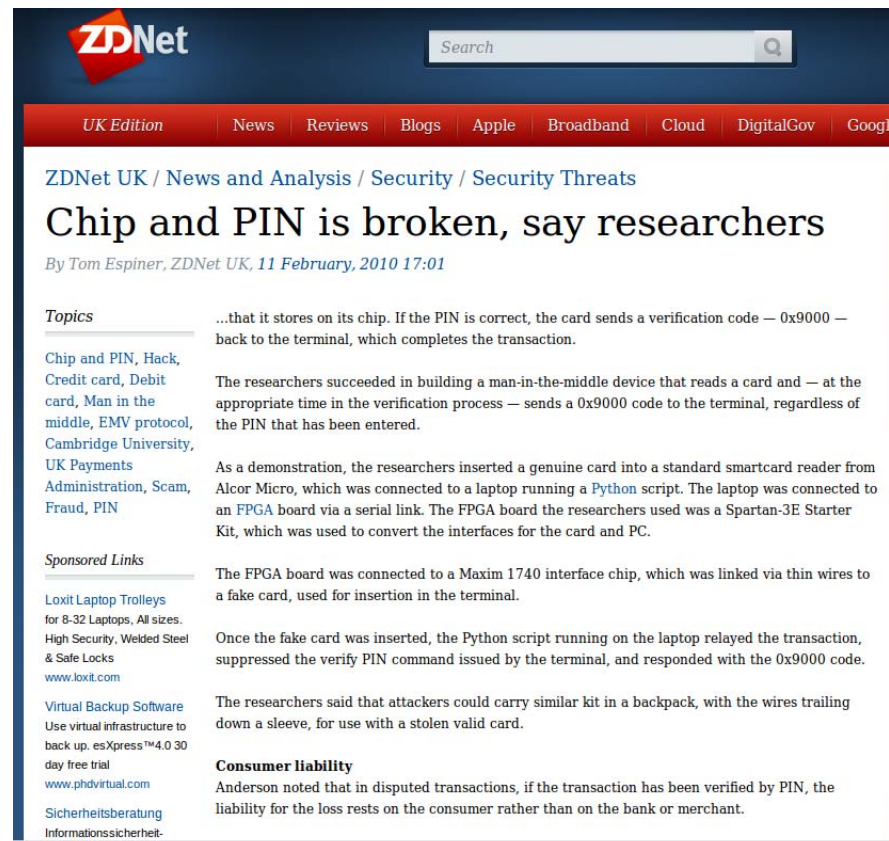 ZDNet
Search
UK Edition News Reviews Blogs Apple Broadband Cloud DigitalGov Googl
ZDNet UK / News and Analysis / Security / Security Threats
Chip and PIN is broken, say researchers
By Tom Espiner, ZDNet UK, 11 February, 2010 17:01
Topics
Chip and PIN, Hack,
Credit card, Debit
card, Man in the
middle, EMV protocol,
Cambridge University,
UK Payments
Administration, Scam,
Fraud, PIN
Sponsored Links
Loxit Laptop Trolleys
for 8-32 Laptops, All sizes.
High Security, Welded Steel
& Safe Locks
www.loxit.com
Virtual Backup Software
Use virtual infrastructure to
back up. esXpress™4.0 30
day free trial
www.phdvirtual.com
Sicherheitsberatung
Informationssicherheit-
...that it stores on its chip. If the PIN is correct, the card sends a verification code — 0x9000 —
back to the terminal, which completes the transaction.
The researchers succeeded in building a man-in-the-middle device that reads a card and — at the
appropriate time in the verification process — sends a 0x9000 code to the terminal, regardless of
the PIN that has been entered.
As a demonstration, the researchers inserted a genuine card into a standard smartcard reader from
Alcor Micro, which was connected to a laptop running a Python script. The laptop was connected to
an FPGA board via a serial link. The FPGA board the researchers used was a Spartan-3E Starter
Kit, which was used to convert the interfaces for the card and PC.
The FPGA board was connected to a Maxim 1740 interface chip, which was linked via thin wires to
a fake card, used for insertion in the terminal.
Once the fake card was inserted, the Python script running on the laptop relayed the transaction,
suppressed the verify PIN command issued by the terminal, and responded with the 0x9000 code.
The researchers said that attackers could carry similar kit in a backpack, with the wires trailing
down a sleeve, for use with a stolen valid card.
Consumer liability
Anderson noted that in disputed transactions, if the transaction has been verified by PIN, the
liability for the loss rests on the consumer rather than on the bank or merchant.